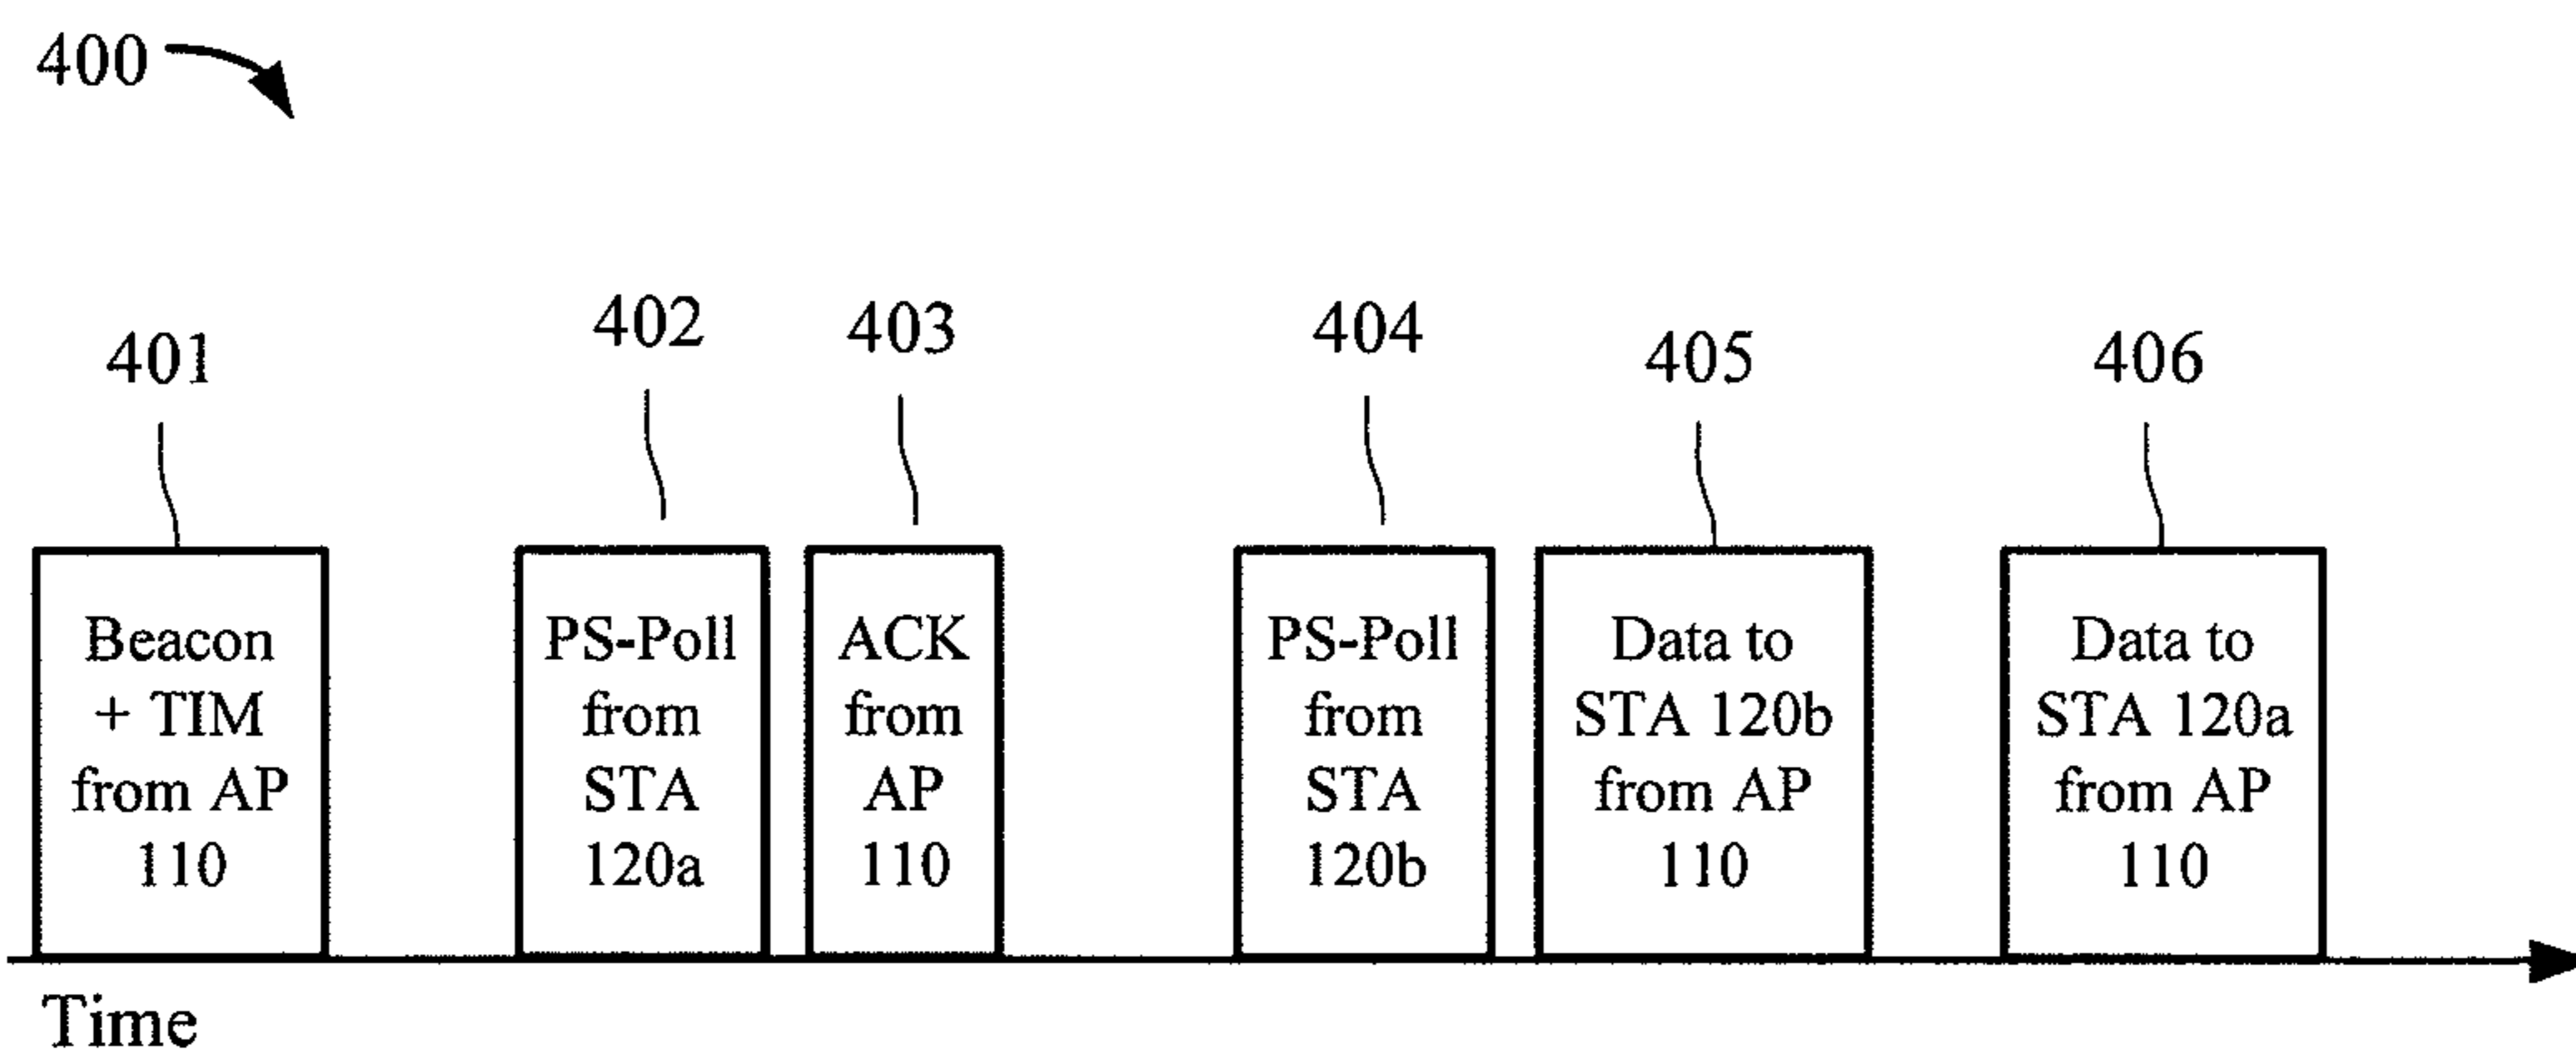 400
401
402
403
404
405
406
Beacon
+ TIM
from AP
110
PS-Poll
from
STA
120a
ACK
from
AP
110
PS-Poll
from
STA
120b
Data to
STA 120b
from AP
110
Data to
STA 120a
from AP
110
Time